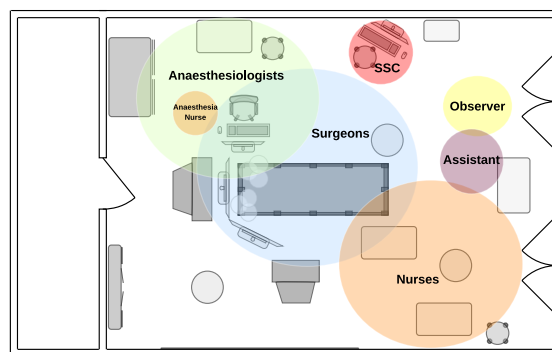 SSC
Anaesthesiologists
Anaesthesia
Nurse
Observer
Surgeons
Assistant
Nurses